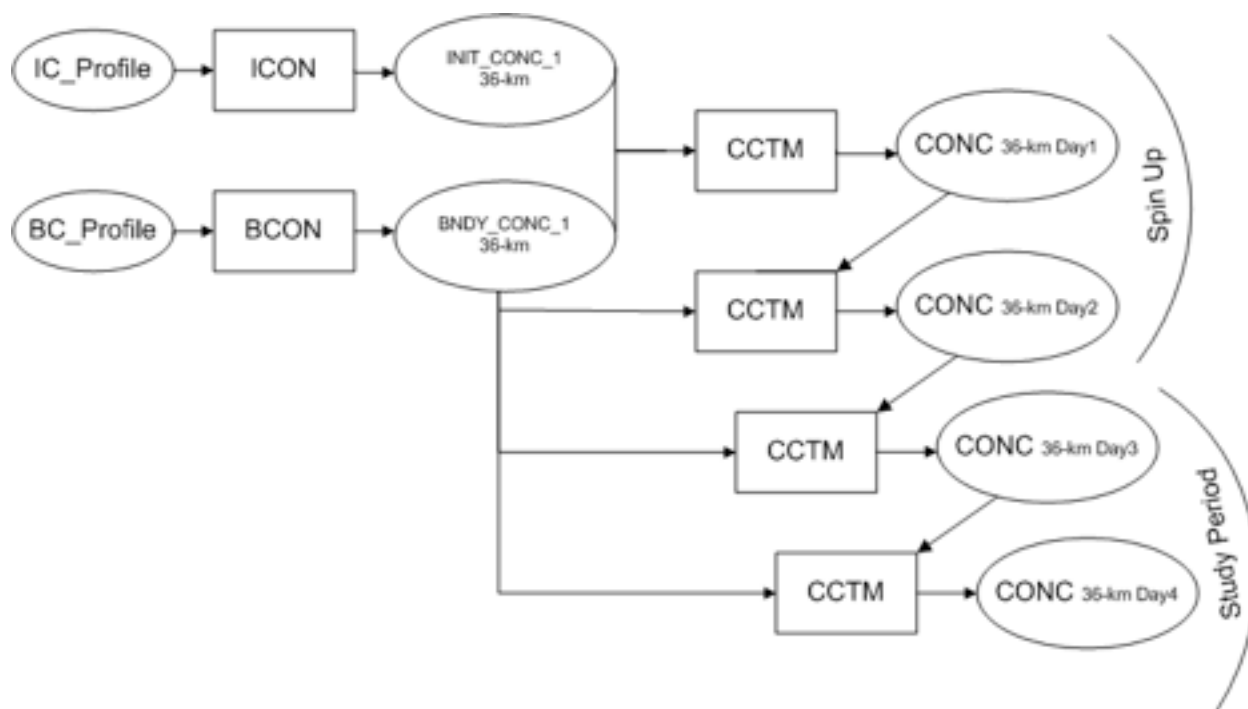 IC_Profile
ICON
INIT_CONC_1
36-km
CCTM
CONC 36-km Day1
BC_Profile
BCON
BNDY_CONC_1
36-km
CCTM
CONC 36-km Day2
Spin Up
CCTM
CONC 36-km Day3
CCTM
CONC 36-km Day4
Study Period